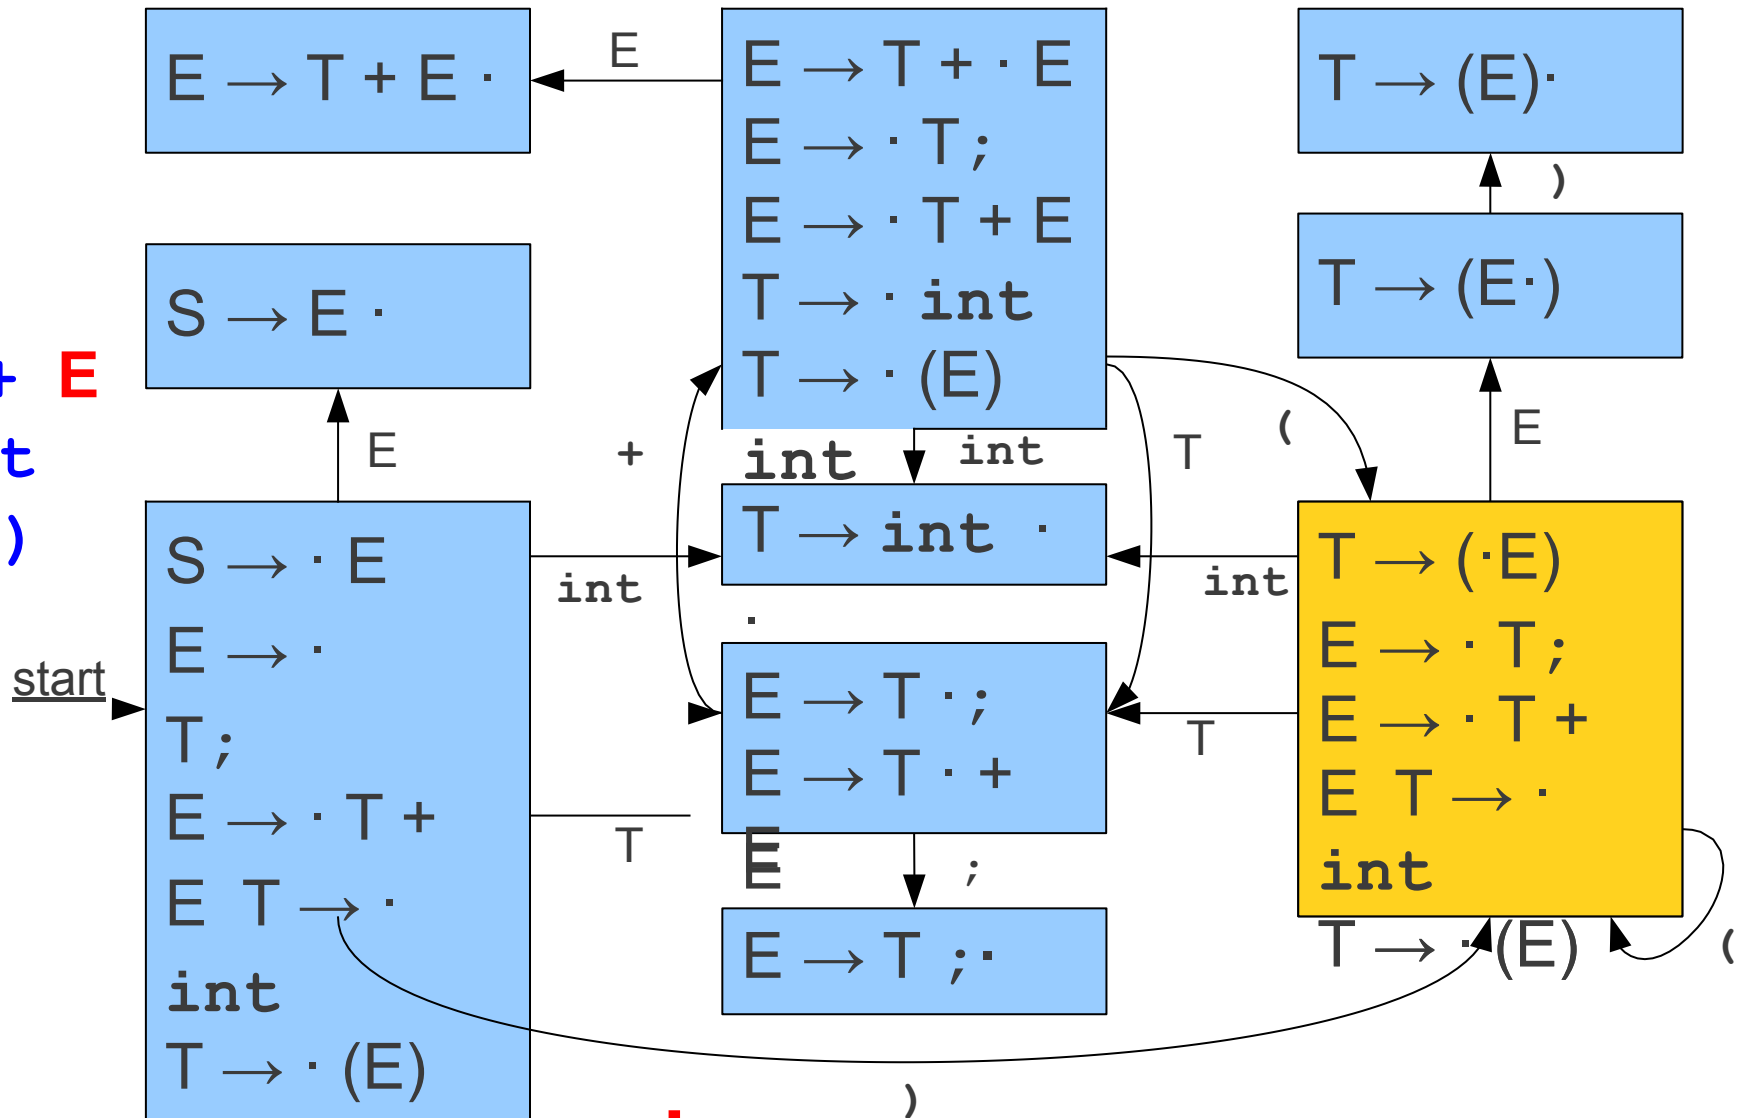 E → T + E ·
E
E → T + · E
E → · T ;
E → · T + E
T → · int
T → · (E)
int
T → (E)·
)
T → (E·)
S → E ·
+ E
t
)
E
+
int
T
(
E
T → int ·
·
S → · E
E → ·
T ;
E → · T +
E T → ·
int
T → · (E)
start
int
int
T → (·E)
E → · T ;
E → · T +
E T → ·
int
T → · (E)
E → T · ;
E → T · +
E
E
T
T
;
E → T ; ·
(
)